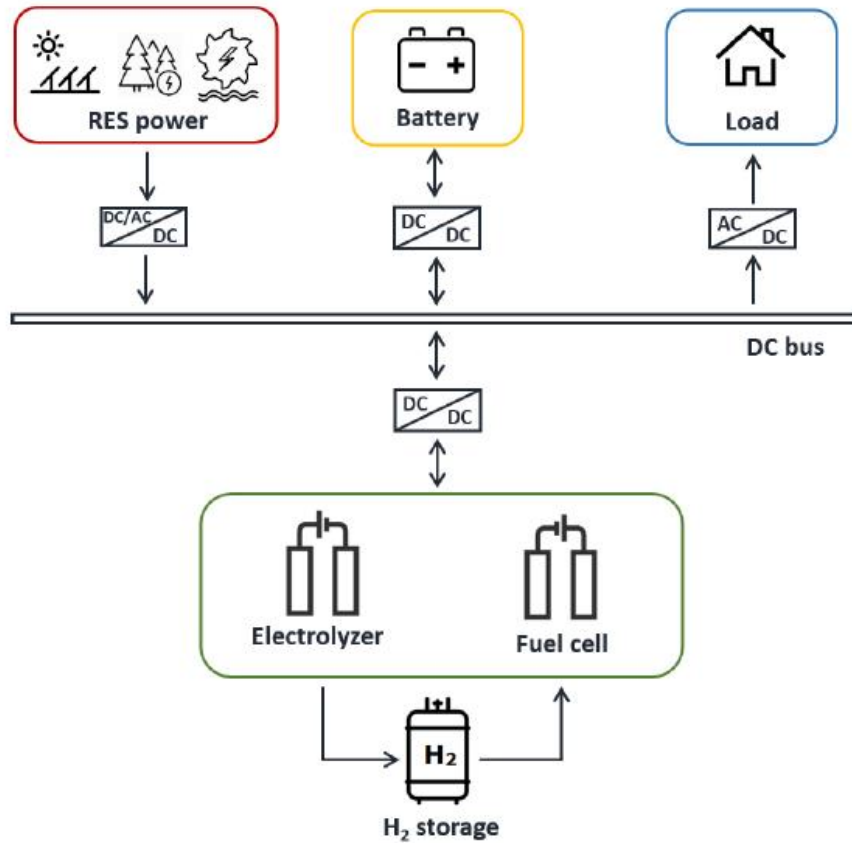 RES power
Battery
Load
DC/AC
DC
DC
DC
AC
DC
DC bus
DC
DC
Electrolyzer
Fuel cell
H₂
H₂ storage